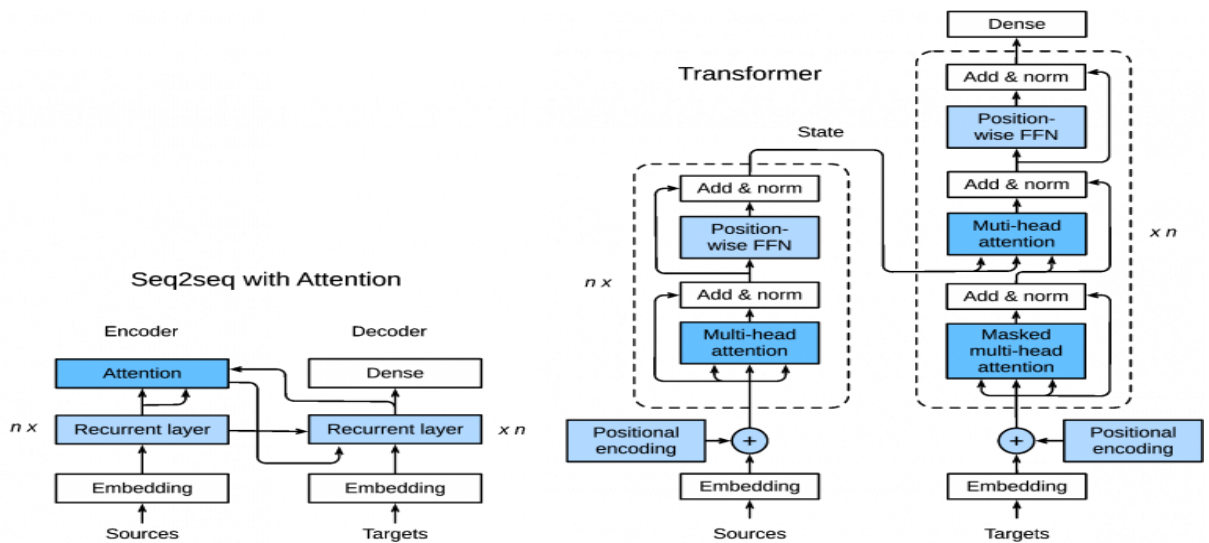 Seq2seq with Attention
Encoder
Decoder
Attention
Dense
n x
Recurrent layer
Recurrent layer
x n
Embedding
Embedding
Sources
Targets
Transformer
State
n x
Add & norm
Position-
wise FFN
Add & norm
Multi-head
attention
Positional
encoding
+
Embedding
Sources
Dense
Add & norm
Position-
wise FFN
Add & norm
Muti-head
attention
x n
Add & norm
Masked
multi-head
attention
+
Positional
encoding
Embedding
Targets